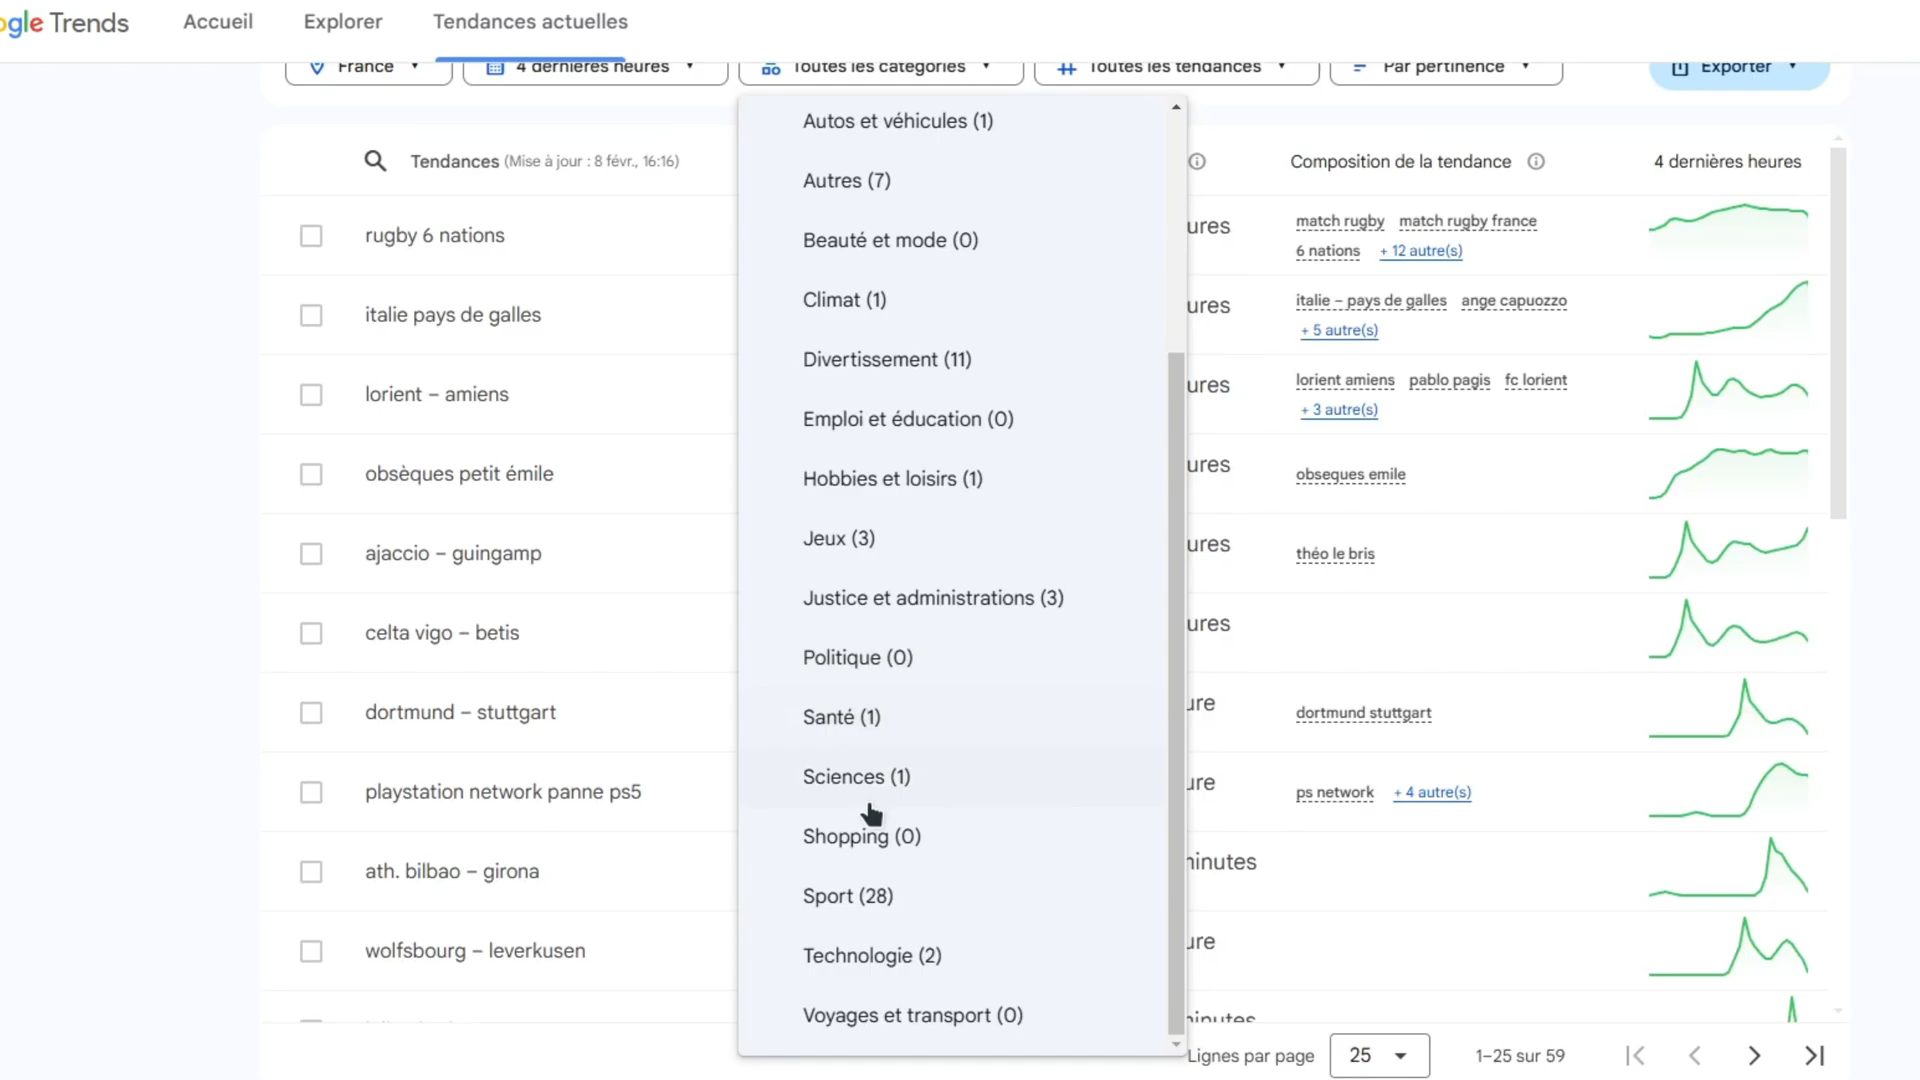 ogle Trends
Accueil
Explorer
Tendances actuelles
France
4 dernières heures
Toutes les catégories
Toutes les tendances
Par pertinence
Exporter
Tendances (Mise à jour : 8 févr., 16:16)
Composition de la tendance
4 dernières heures
Autos et véhicules (1)
Autres (7)
Beauté et mode (0)
Climat (1)
Divertissement (11)
Emploi et éducation (0)
Hobbies et loisirs (1)
Jeux (3)
Justice et administrations (3)
Politique (0)
Santé (1)
Sciences (1)
Shopping (0)
Sport (28)
Technologie (2)
Voyages et transport (0)
rugby 6 nations
ures
match rugby match rugby france
6 nations + 12 autre(s)
italie pays de galles
ures
italie – pays de galles ange capuozzo
+ 5 autre(s)
lorient – amiens
ures
lorient amiens pablo pagis fc lorient
+ 3 autre(s)
obsèques petit émile
ures
obseques emile
ajaccio – guingamp
ures
théo le bris
celta vigo – betis
ures
dortmund – stuttgart
ure
dortmund stuttgart
playstation network panne ps5
ure
ps network + 4 autre(s)
ath. bilbao – girona
minutes
wolfsbourg – leverkusen
ure
minutes
Lignes par page
25
1–25 sur 59